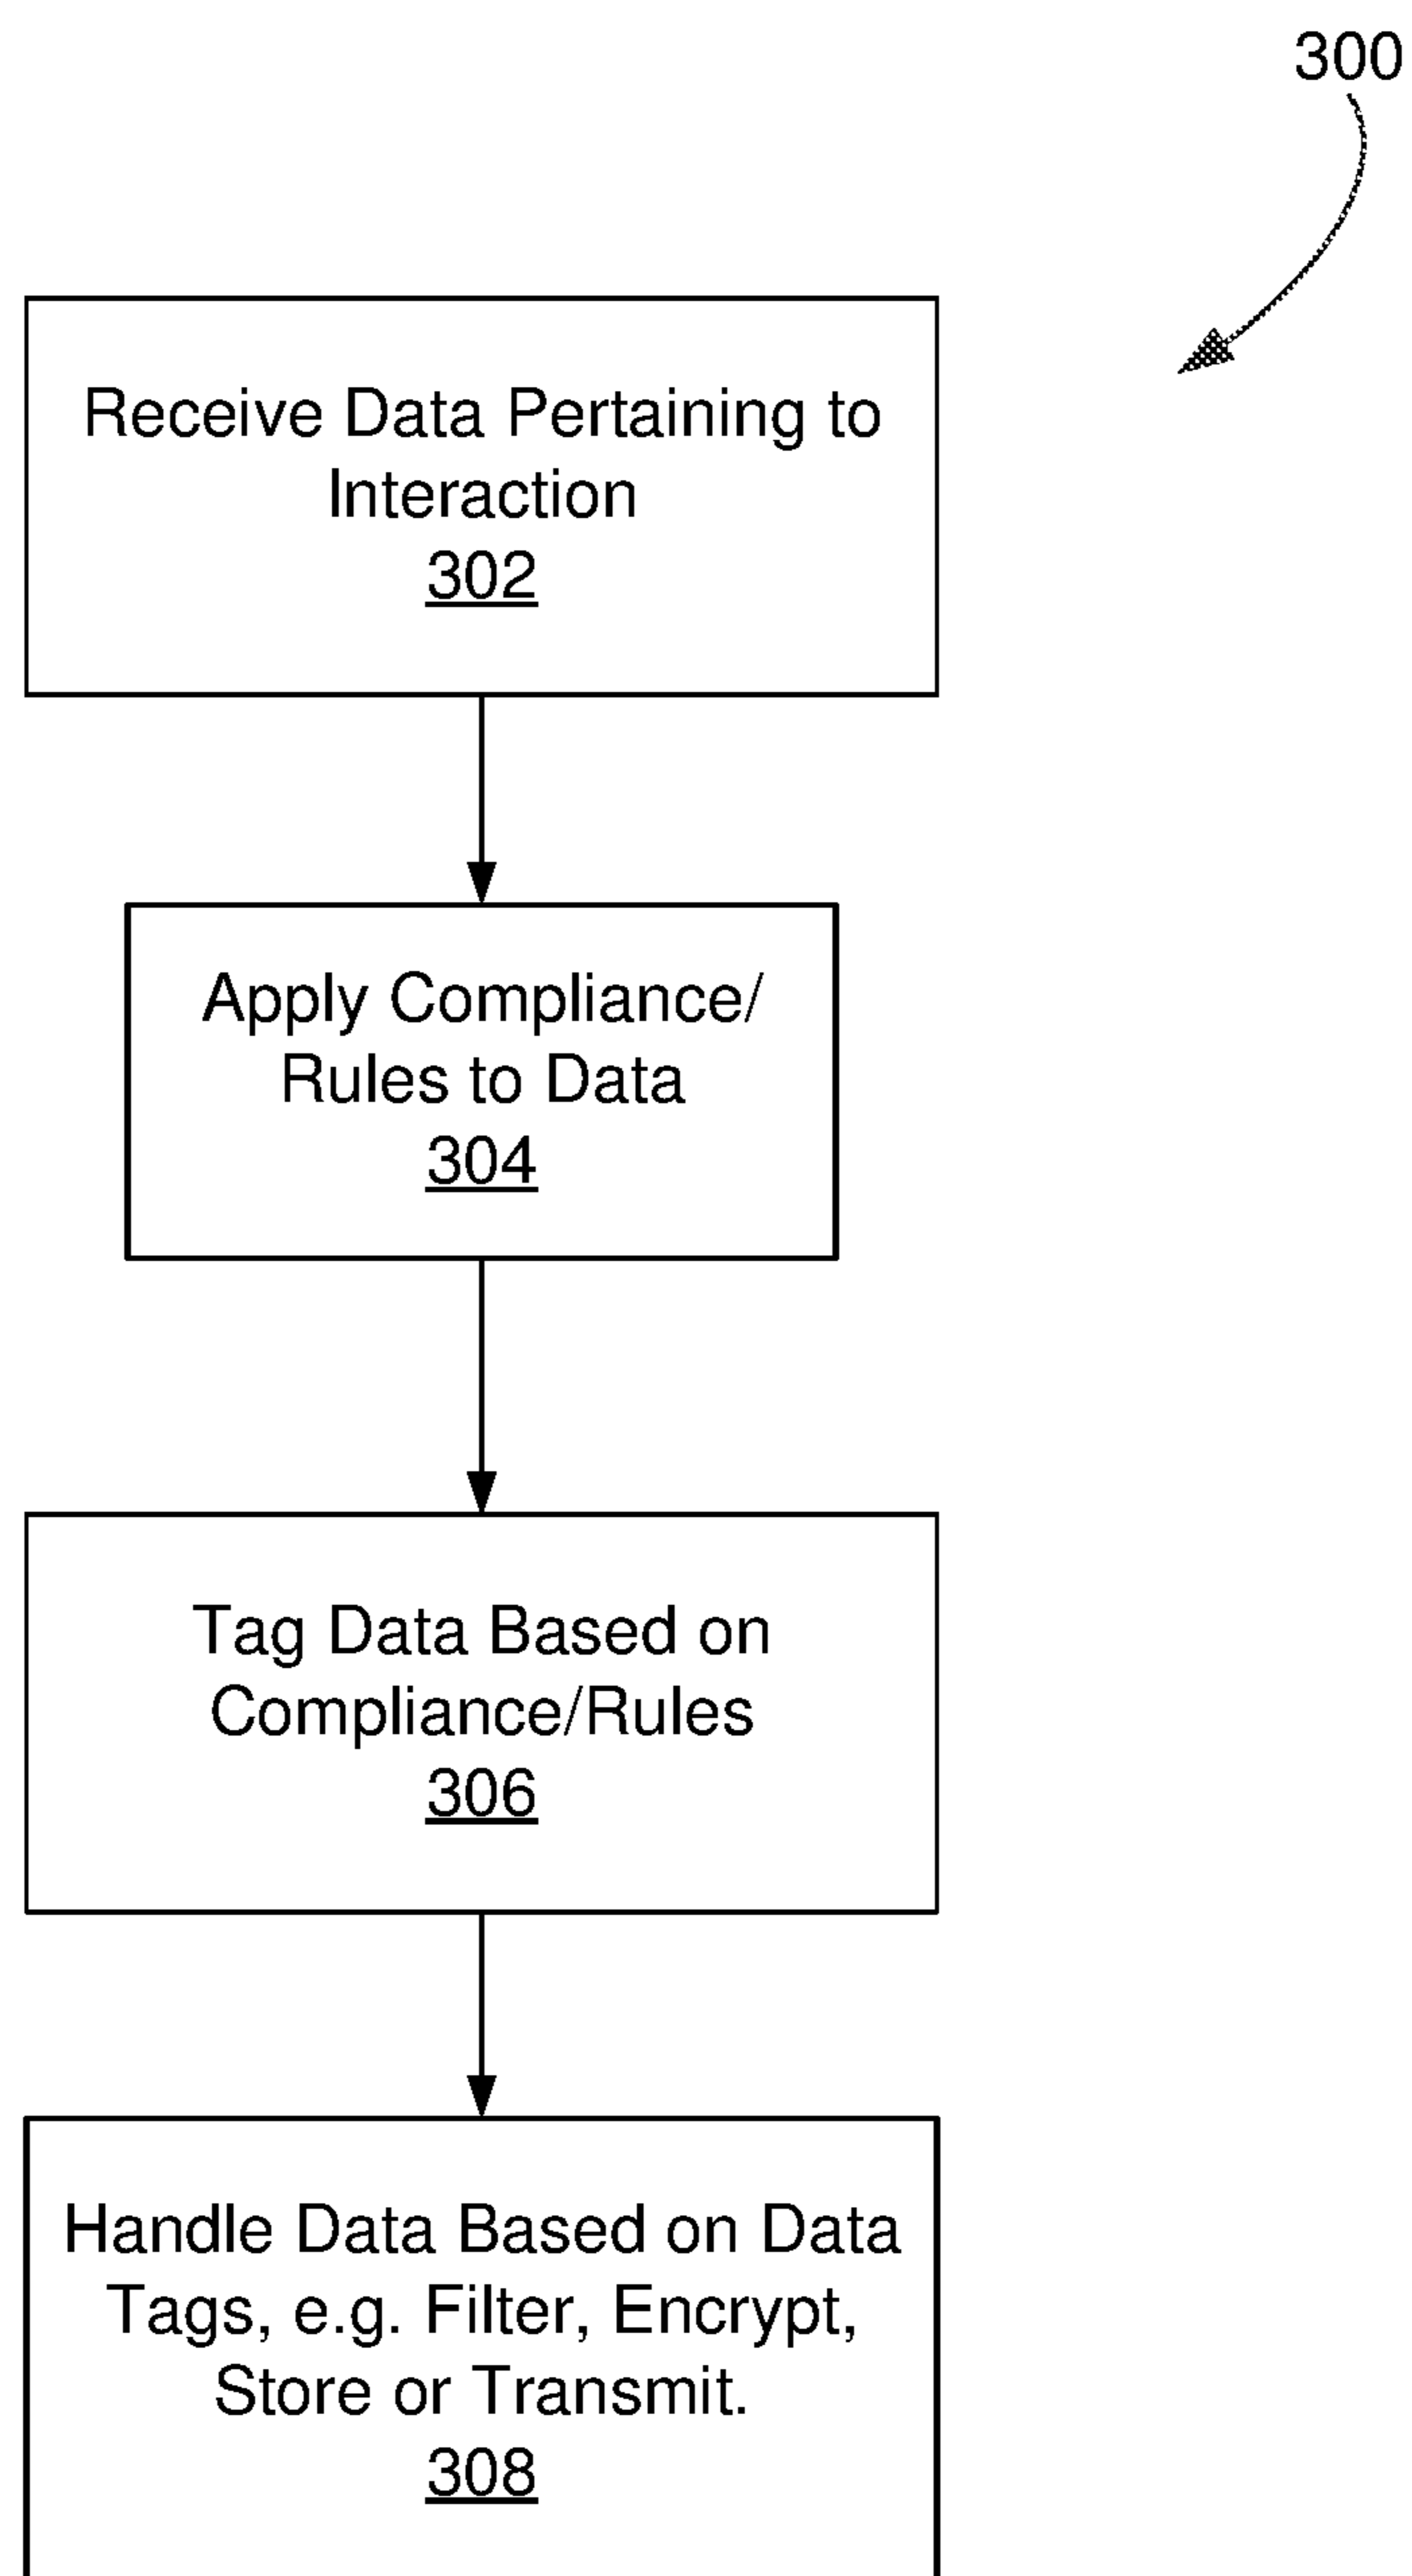 300
Receive Data Pertaining to
Interaction
302
Apply Compliance/
Rules to Data
304
Tag Data Based on
Compliance/Rules
306
Handle Data Based on Data
Tags, e.g. Filter, Encrypt,
Store or Transmit.
308